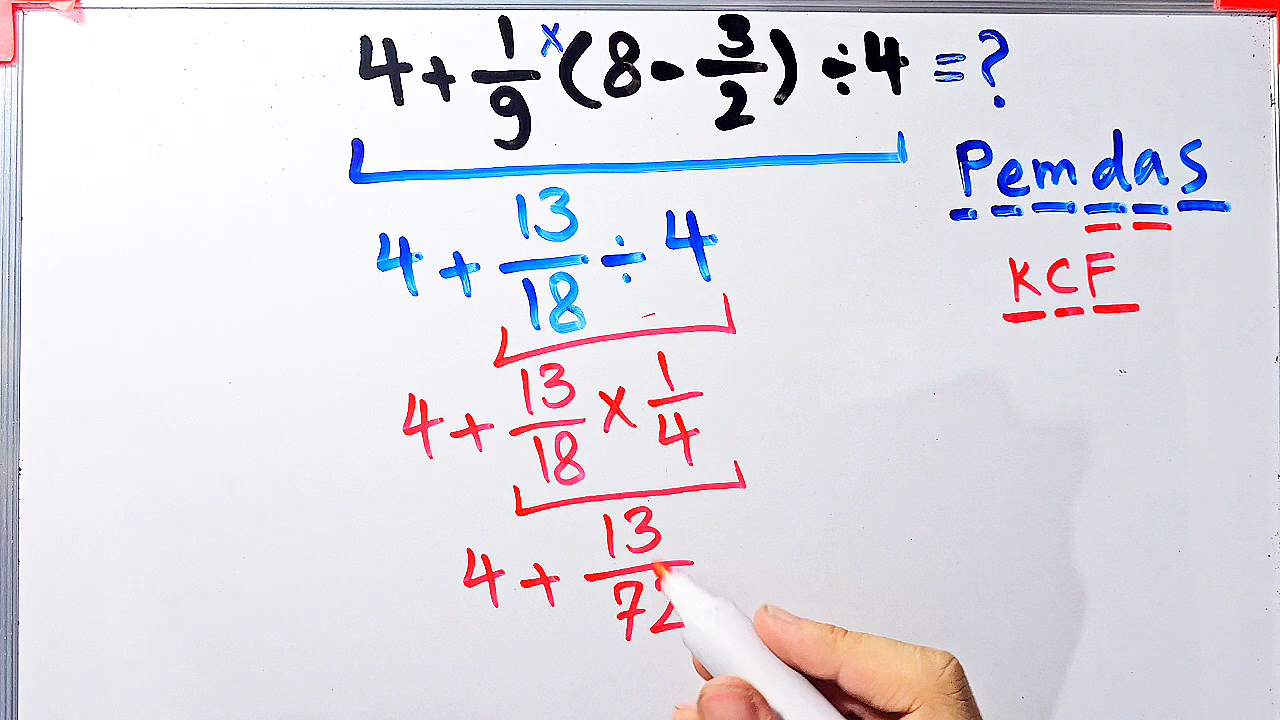 4 + 1/9 × (8 - 3/2) ÷ 4 = ?
Pemdas
4 + 13/18 ÷ 4
KCF
4 + 13/18 × 1/4
4 + 13/72